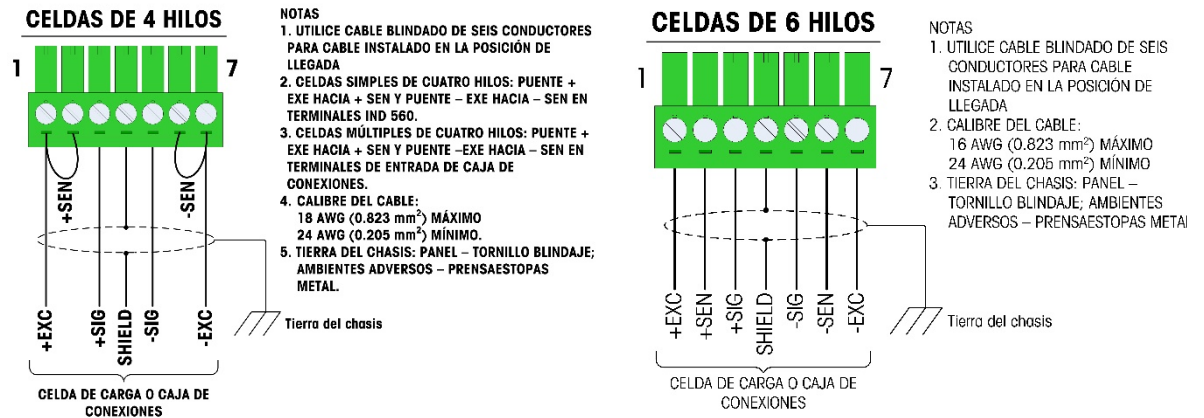 CELDAS DE 4 HILOS
1
7
+SEN
-SEN
+EXC
+SIG
SHIELD
-SIG
-EXC
Tierra del chasis
CELDA DE CARGA O CAJA DE
CONEXIONES
NOTAS
1. UTILICE CABLE BLINDADO DE SEIS CONDUCTORES
PARA CABLE INSTALADO EN LA POSICIÓN DE
LLEGADA
2. CELDAS SIMPLES DE CUATRO HILOS: PUENTE +
EXE HACIA + SEN Y PUENTE – EXE HACIA – SEN EN
TERMINALES IND 560.
3. CELDAS MÚLTIPLES DE CUATRO HILOS: PUENTE +
EXE HACIA + SEN Y PUENTE –EXE HACIA – SEN EN
TERMINALES DE ENTRADA DE CAJA DE
CONEXIONES.
4. CALIBRE DEL CABLE:
18 AWG (0.823 mm²) MÁXIMO
24 AWG (0.205 mm²) MÍNIMO.
5. TIERRA DEL CHASIS: PANEL – TORNILLO BLINDAJE;
AMBIENTES ADVERSOS – PRENSAESTOPAS
METAL.
CELDAS DE 6 HILOS
1
7
+EXC
+SEN
+SIG
SHIELD
-SIG
-SEN
-EXC
Tierra del chasis
CELDA DE CARGA O CAJA DE
CONEXIONES
NOTAS
1. UTILICE CABLE BLINDADO DE SEIS
CONDUCTORES PARA CABLE
INSTALADO EN LA POSICIÓN DE
LLEGADA
2. CALIBRE DEL CABLE:
16 AWG (0.823 mm²) MÁXIMO
24 AWG (0.205 mm²) MÍNIMO
3. TIERRA DEL CHASIS: PANEL –
TORNILLO BLINDAJE; AMBIENTES
ADVERSOS – PRENSAESTOPAS METAL